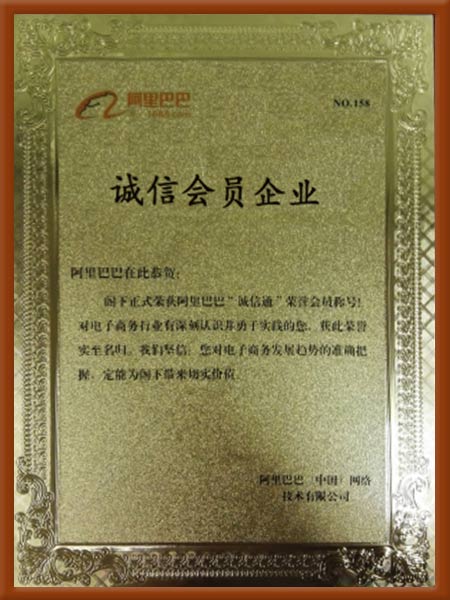 阿里巴巴
1688.com
NO.158
诚信会员企业
阿里巴巴在此恭贺:
阁下正式荣获阿里巴巴“诚信通”荣誉会员称号!
对电子商务行业有深刻认识并勇于实践的您，获此荣誉
实至名归。我们坚信：您对电子商务发展趋势的准确把
握，定能为阁下带来切实价值。
阿里巴巴（中国）网络
技术有限公司